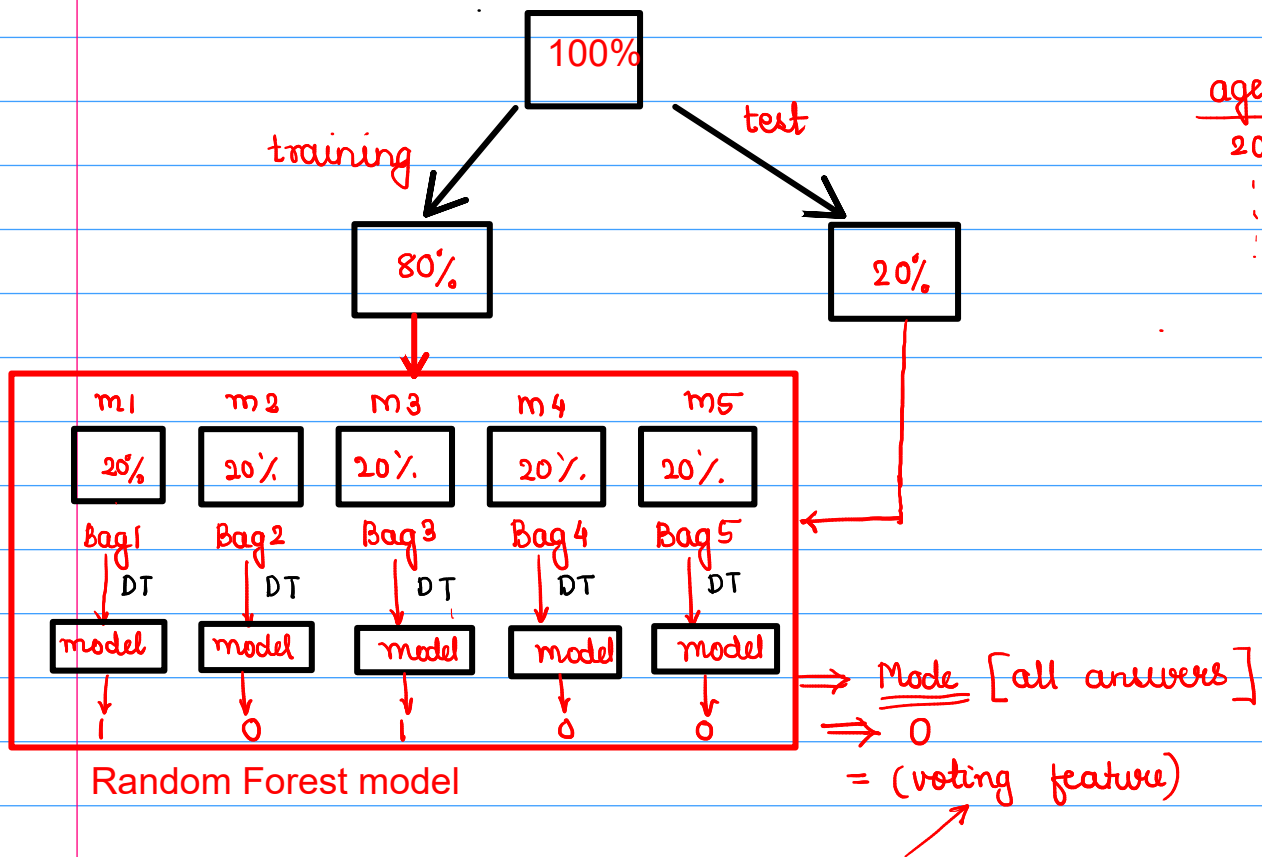 100%
training
test
age
20
80%
20%
m1 m2 m3 m4 m5
20% 20% 20% 20% 20%
Bag1 Bag2 Bag3 Bag4 Bag5
DT DT DT DT DT
model model model model model
1 0 1 0 0
⇒ Mode [all answers]
⇒ 0
= (voting feature)
Random Forest model